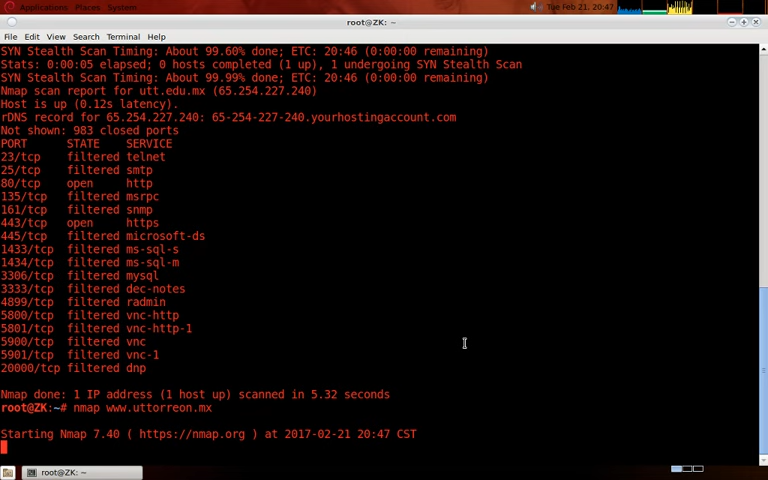 Applications Places System Tue Feb 21, 20:47
root@ZK: ~
File Edit View Search Terminal Help
SYN Stealth Scan Timing: About 99.60% done; ETC: 20:46 (0:00:00 remaining)
Stats: 0:00:05 elapsed; 0 hosts completed (1 up), 1 undergoing SYN Stealth Scan
SYN Stealth Scan Timing: About 99.99% done; ETC: 20:46 (0:00:00 remaining)
Nmap scan report for utt.edu.mx (65.254.227.240)
Host is up (0.12s latency).
rDNS record for 65.254.227.240: 65-254-227-240.yourhostingaccount.com
Not shown: 983 closed ports
PORT STATE SERVICE
23/tcp filtered telnet
25/tcp filtered smtp
80/tcp open http
135/tcp filtered msrpc
161/tcp filtered snmp
443/tcp open https
445/tcp filtered microsoft-ds
1433/tcp filtered ms-sql-s
1434/tcp filtered ms-sql-m
3306/tcp filtered mysql
3333/tcp filtered dec-notes
4899/tcp filtered radmin
5800/tcp filtered vnc-http
5801/tcp filtered vnc-http-1
5900/tcp filtered vnc
5901/tcp filtered vnc-1
20000/tcp filtered dnp
Nmap done: 1 IP address (1 host up) scanned in 5.32 seconds
root@ZK:~# nmap www.uttorreon.mx
Starting Nmap 7.40 ( https://nmap.org ) at 2017-02-21 20:47 CST
root@ZK: ~